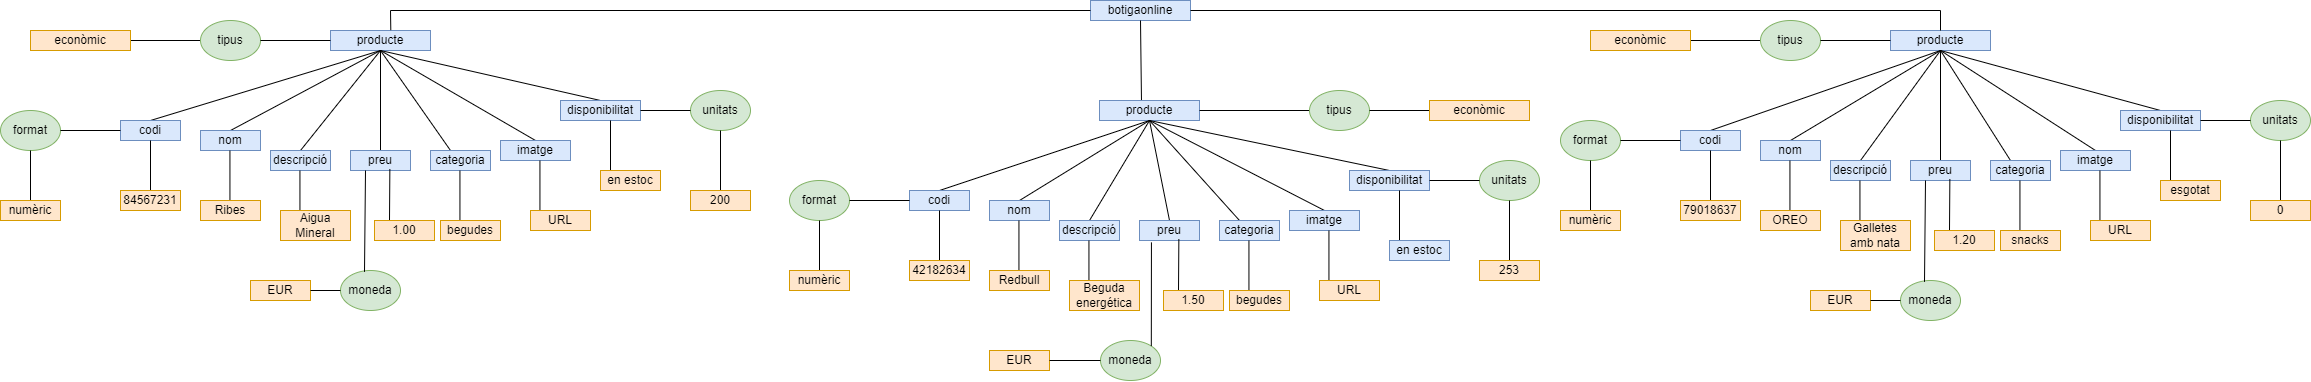 botigaonline
econòmic
tipus
producte
format
codi
nom
descripció
preu
categoria
imatge
disponibilitat
unitats
numèric
84567231
Ribes
Aigua
Mineral
1.00
begudes
URL
en estoc
200
EUR
moneda
producte
tipus
econòmic
format
codi
nom
descripció
preu
categoria
imatge
disponibilitat
unitats
numèric
42182634
Redbull
Beguda
energética
1.50
begudes
URL
en estoc
253
EUR
moneda
econòmic
tipus
producte
format
codi
nom
descripció
preu
categoria
imatge
disponibilitat
unitats
numèric
79018637
OREO
Galletes
amb nata
1.20
snacks
URL
esgotat
0
EUR
moneda